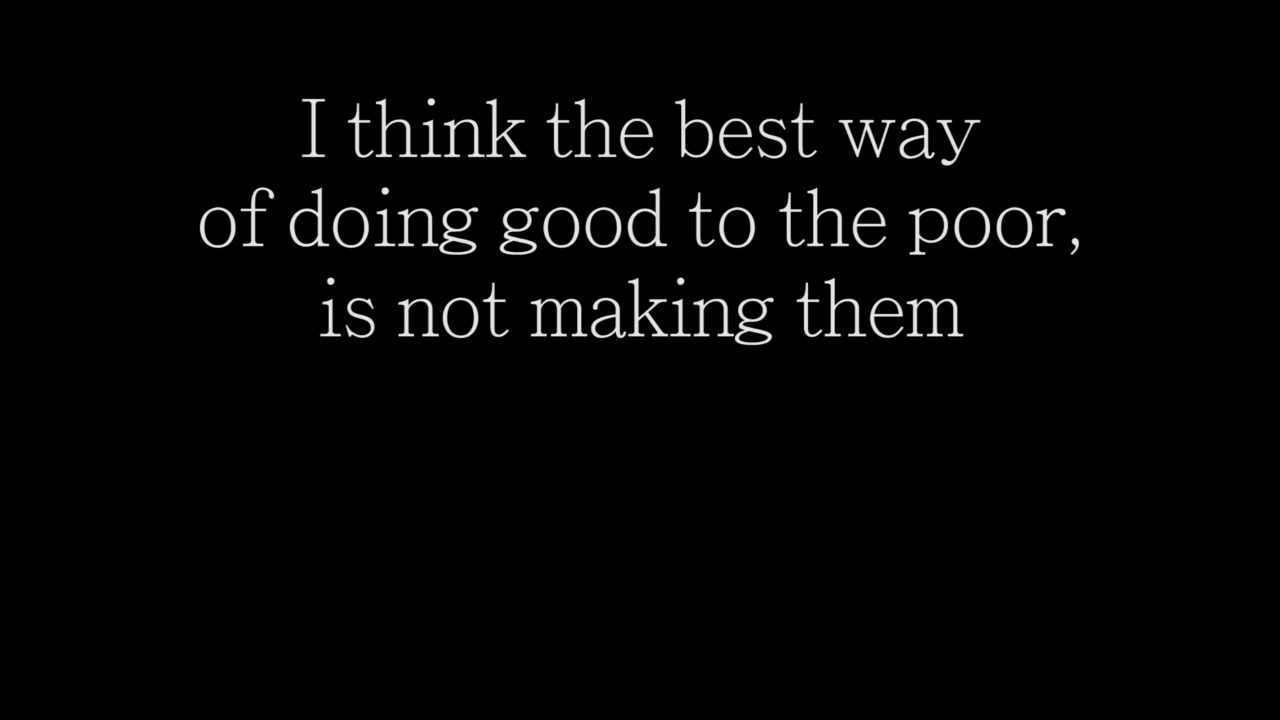 I think the best way
of doing good to the poor,
is not making them